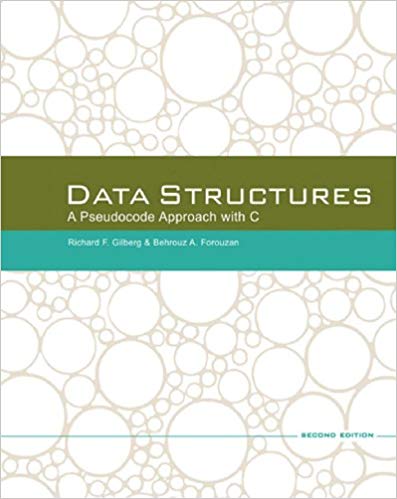 DATA STRUCTURES
A Pseudocode Approach with C
Richard F. Gilberg & Behrouz A. Forouzan
SECOND EDITION